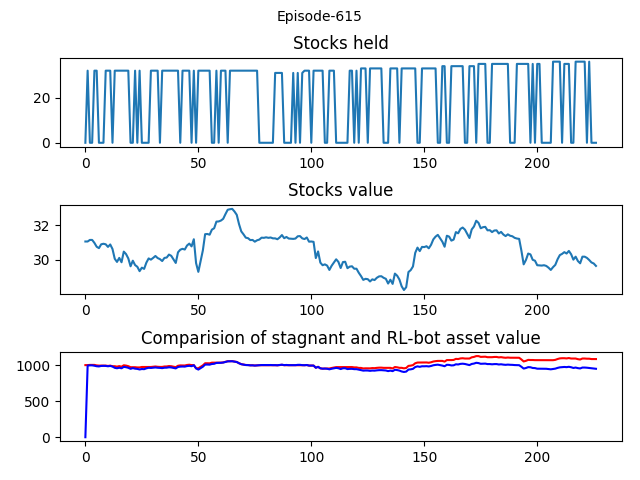 Episode-615
Stocks held
20
0
0 50 100 150 200
Stocks value
32
30
0 50 100 150 200
Comparision of stagnant and RL-bot asset value
1000
500
0
0 50 100 150 200